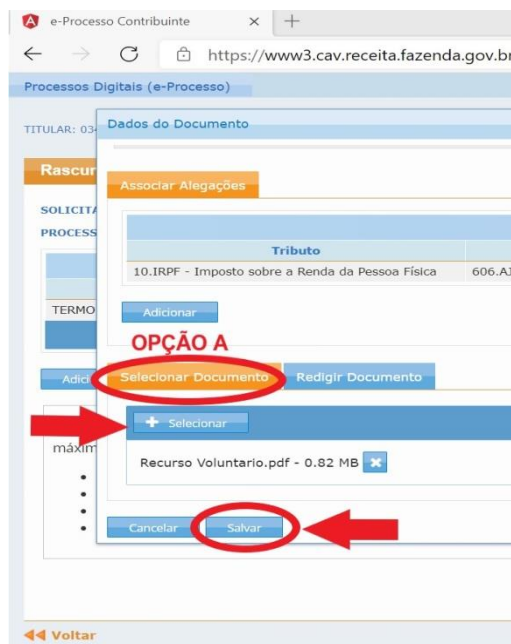 e-Processo Contribuinte
https://www3.cav.receita.fazenda.gov.br
Processos Digitais (e-Processo)
TITULAR: 03
Dados do Documento
Rascun
Associar Alegações
SOLICITA
PROCESS
Tributo
10.IRPF - Imposto sobre a Renda da Pessoa Física 606.A
TERMO
Adicionar
OPÇÃO A
Adici
Selecionar Documento Redigir Documento
+ Selecionar
máxim
Recurso Voluntario.pdf - 0.82 MB
Cancelar Salvar
Voltar